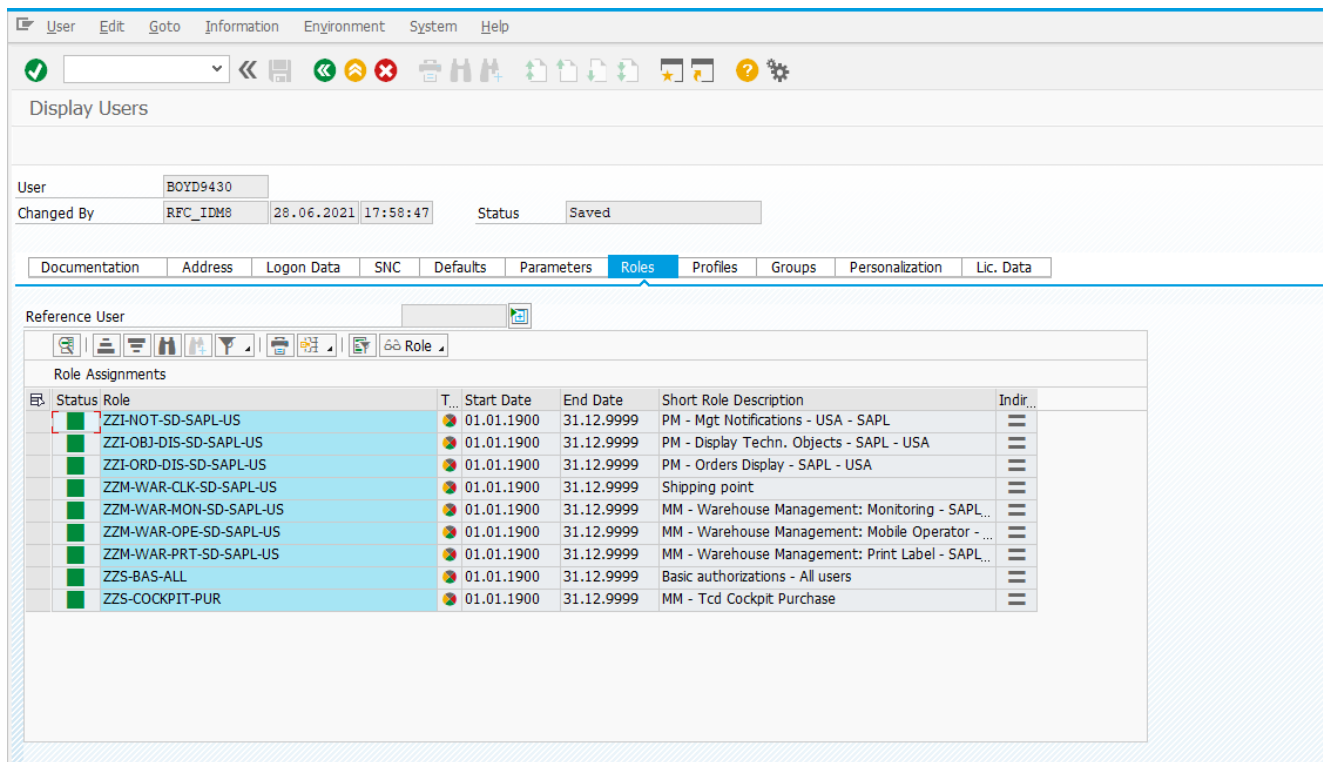 User Edit Goto Information Environment System Help
Display Users
User BOYD9430
Changed By RFC_IDM8 28.06.2021 17:58:47 Status Saved
Documentation Address Logon Data SNC Defaults Parameters Roles Profiles Groups Personalization Lic. Data
Reference User
Role
Role Assignments
Status Role T... Start Date End Date Short Role Description Indir...
ZZI-NOT-SD-SAPL-US 01.01.1900 31.12.9999 PM - Mgt Notifications - USA - SAPL
ZZI-OBJ-DIS-SD-SAPL-US 01.01.1900 31.12.9999 PM - Display Techn. Objects - SAPL - USA
ZZI-ORD-DIS-SD-SAPL-US 01.01.1900 31.12.9999 PM - Orders Display - SAPL - USA
ZZM-WAR-CLK-SD-SAPL-US 01.01.1900 31.12.9999 Shipping point
ZZM-WAR-MON-SD-SAPL-US 01.01.1900 31.12.9999 MM - Warehouse Management: Monitoring - SAPL...
ZZM-WAR-OPE-SD-SAPL-US 01.01.1900 31.12.9999 MM - Warehouse Management: Mobile Operator - ...
ZZM-WAR-PRT-SD-SAPL-US 01.01.1900 31.12.9999 MM - Warehouse Management: Print Label - SAPL...
ZZS-BAS-ALL 01.01.1900 31.12.9999 Basic authorizations - All users
ZZS-COCKPIT-PUR 01.01.1900 31.12.9999 MM - Tcd Cockpit Purchase